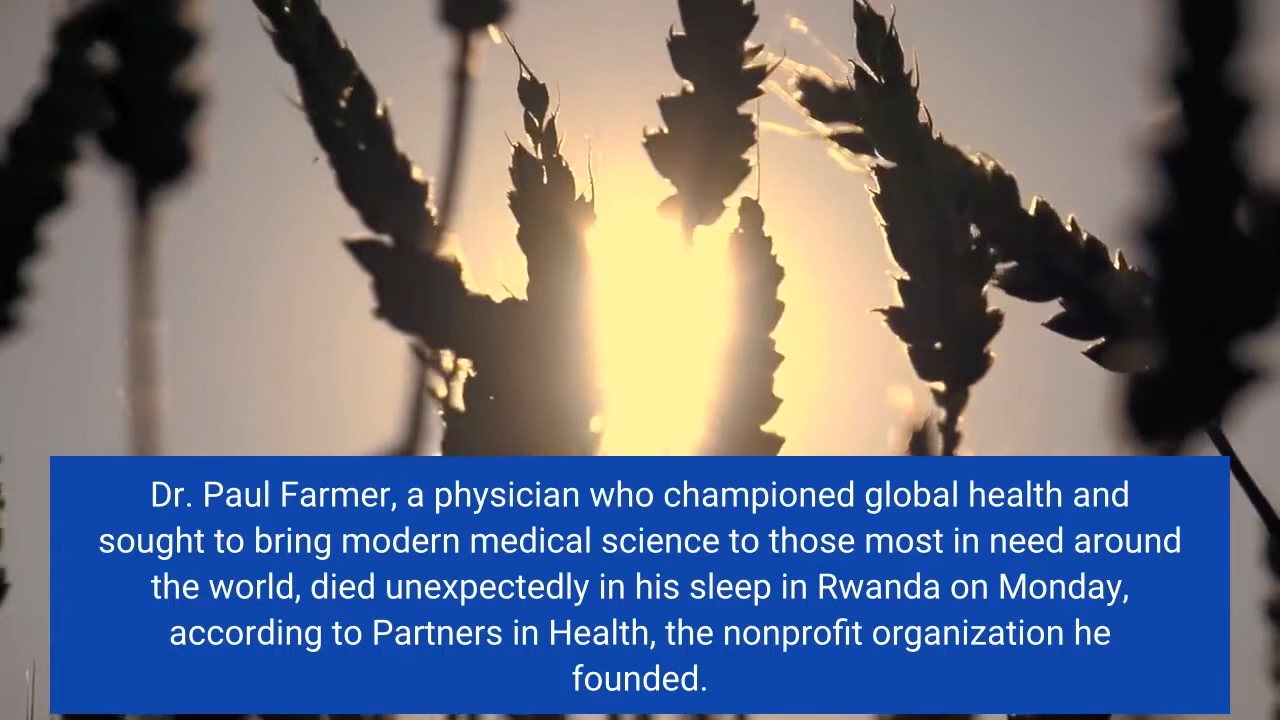 Dr. Paul Farmer, a physician who championed global health and
sought to bring modern medical science to those most in need around
the world, died unexpectedly in his sleep in Rwanda on Monday,
according to Partners in Health, the nonprofit organization he
founded.